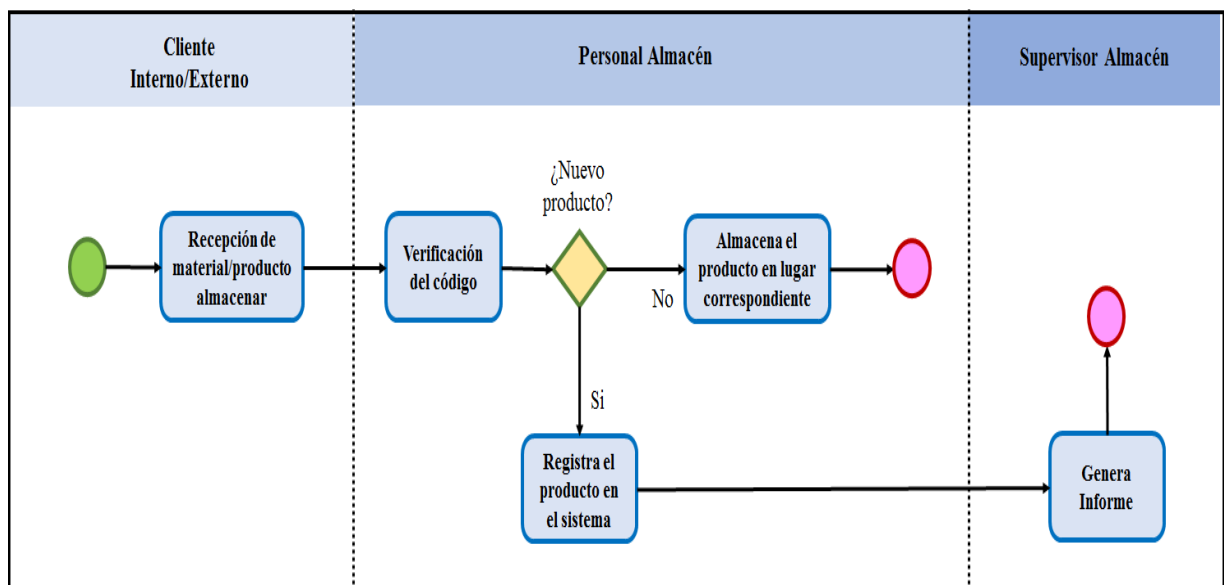 Cliente
Interno/Externo
Personal Almacén
Supervisor Almacén
¿Nuevo
producto?
Recepción de
material/producto
almacenar
Verificación
del código
Almacena el
producto en lugar
correspondiente
No
Si
Registra el
producto en
el sistema
Genera
Informe